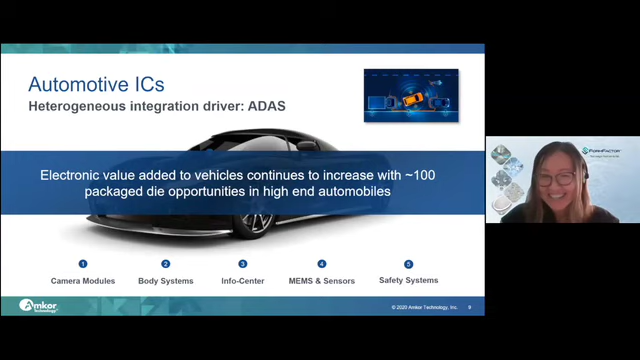 Automotive ICs
Heterogeneous integration driver: ADAS
Electronic value added to vehicles continues to increase with ~100
packaged die opportunities in high end automobiles
1
2
3
4
5
Camera Modules
Body Systems
Info-Center
MEMS & Sensors
Safety Systems
Amkor
Technology
© 2020 Amkor Technology, Inc.
FORMFACTOR